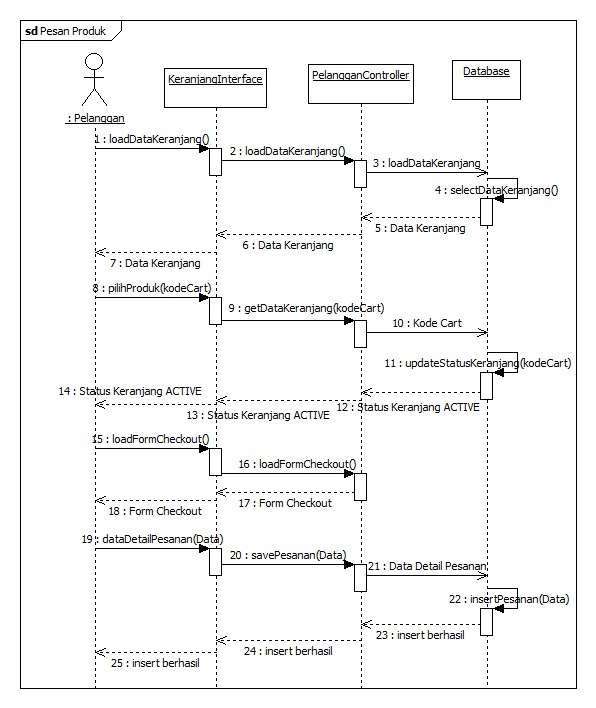 sd Pesan Produk
KeranjangInterface
PelangganController
Database
: Pelanggan
1 : loadDataKeranjang()
2 : loadDataKeranjang()
3 : loadDataKeranjang
4 : selectDataKeranjang()
5 : Data Keranjang
6 : Data Keranjang
7 : Data Keranjang
8 : pilihProduk(kodeCart)
9 : getDataKeranjang(kodeCart)
10 : Kode Cart
11 : updateStatusKeranjang(kodeCart)
12 : Status Keranjang ACTIVE
13 : Status Keranjang ACTIVE
14 : Status Keranjang ACTIVE
15 : loadFormCheckout()
16 : loadFormCheckout()
17 : Form Checkout
18 : Form Checkout
19 : dataDetailPesanan(Data)
20 : savePesanan(Data)
21 : Data Detail Pesanan
22 : insertPesanan(Data)
23 : insert berhasil
24 : insert berhasil
25 : insert berhasil